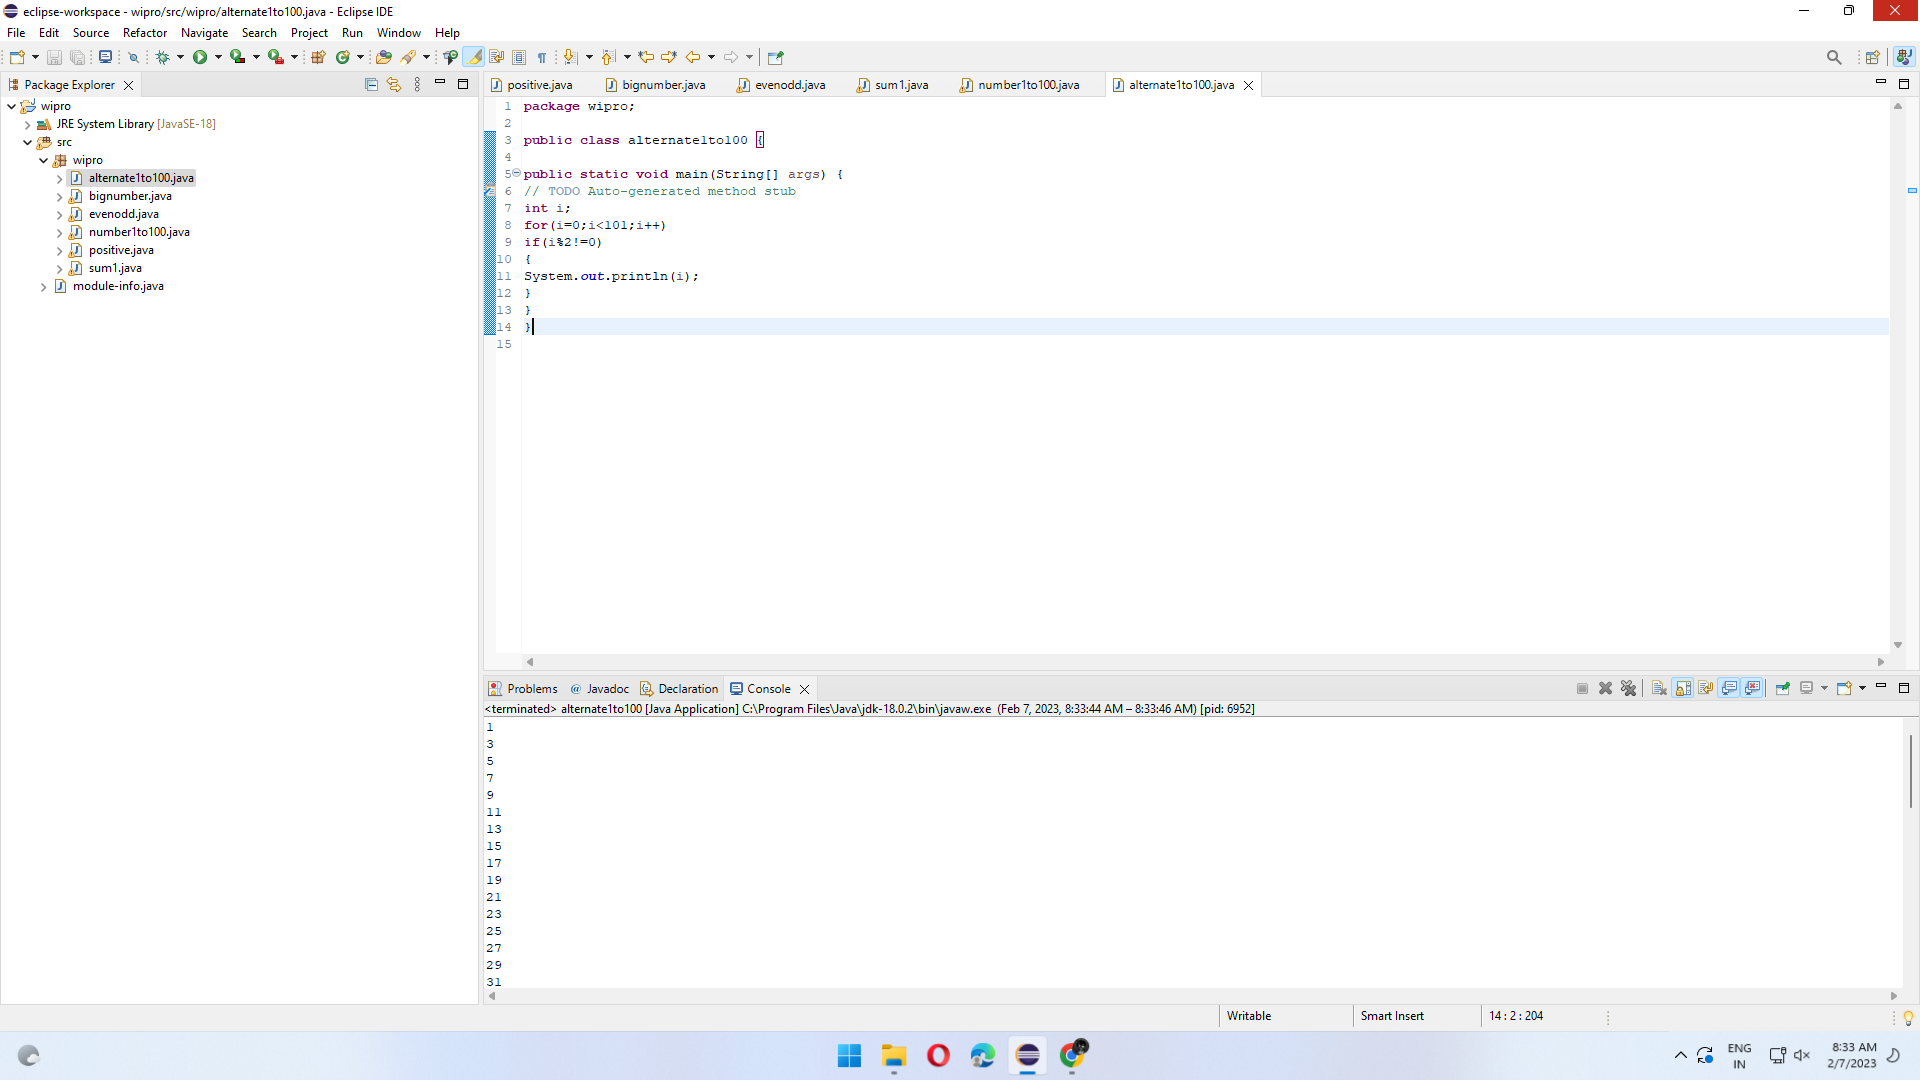 eclipse-workspace - wipro/src/wipro/alternate1to100.java - Eclipse IDE
File Edit Source Refactor Navigate Search Project Run Window Help
Package Explorer
wipro
JRE System Library [JavaSE-18]
src
wipro
alternate1to100.java
bignumber.java
evenodd.java
number1to100.java
positive.java
sum1.java
module-info.java
positive.java bignumber.java evenodd.java sum1.java number1to100.java alternate1to100.java
1 package wipro;
2
3 public class alternate1to100 {
4
5 public static void main(String[] args) {
6 // TODO Auto-generated method stub
7 int i;
8 for(i=0;i<101;i++)
9 if(i%2!=0)
10 {
11 System.out.println(i);
12 }
13 }
14 }
15
Problems @ Javadoc Declaration Console
<terminated> alternate1to100 [Java Application] C:\Program Files\Java\jdk-18.0.2\bin\javaw.exe (Feb 7, 2023, 8:33:44 AM – 8:33:46 AM) [pid: 6952]
1
3
5
7
9
11
13
15
17
19
21
23
25
27
29
31
Writable Smart Insert 14 : 2 : 204
ENG
IN
8:33 AM
2/7/2023